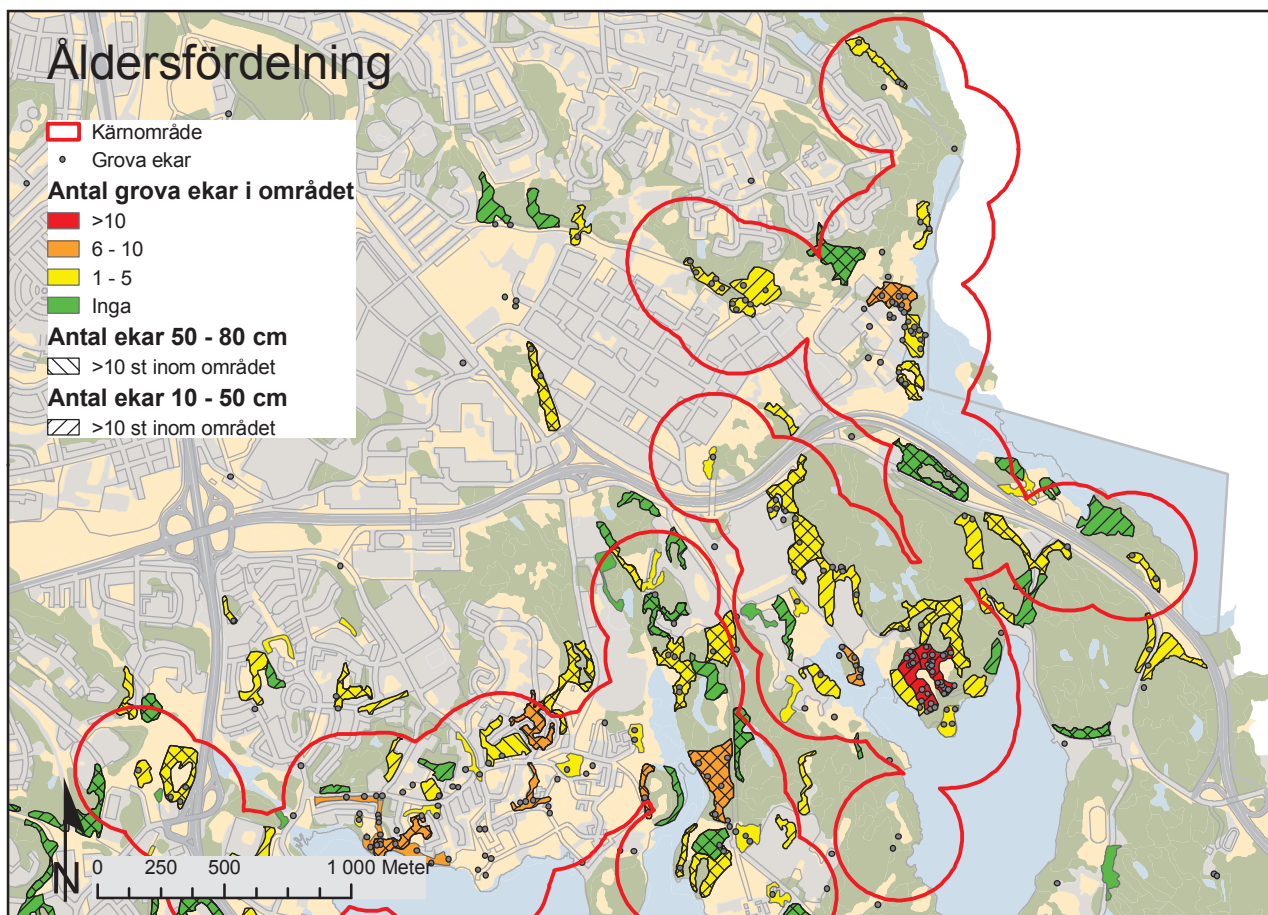 Åldersfördelning
Kärnområde
Grova ekar
Antal grova ekar i området
>10
6 - 10
1 - 5
Inga
Antal ekar 50 - 80 cm
>10 st inom området
Antal ekar 10 - 50 cm
>10 st inom området
N
0 250 500 1 000 Meter